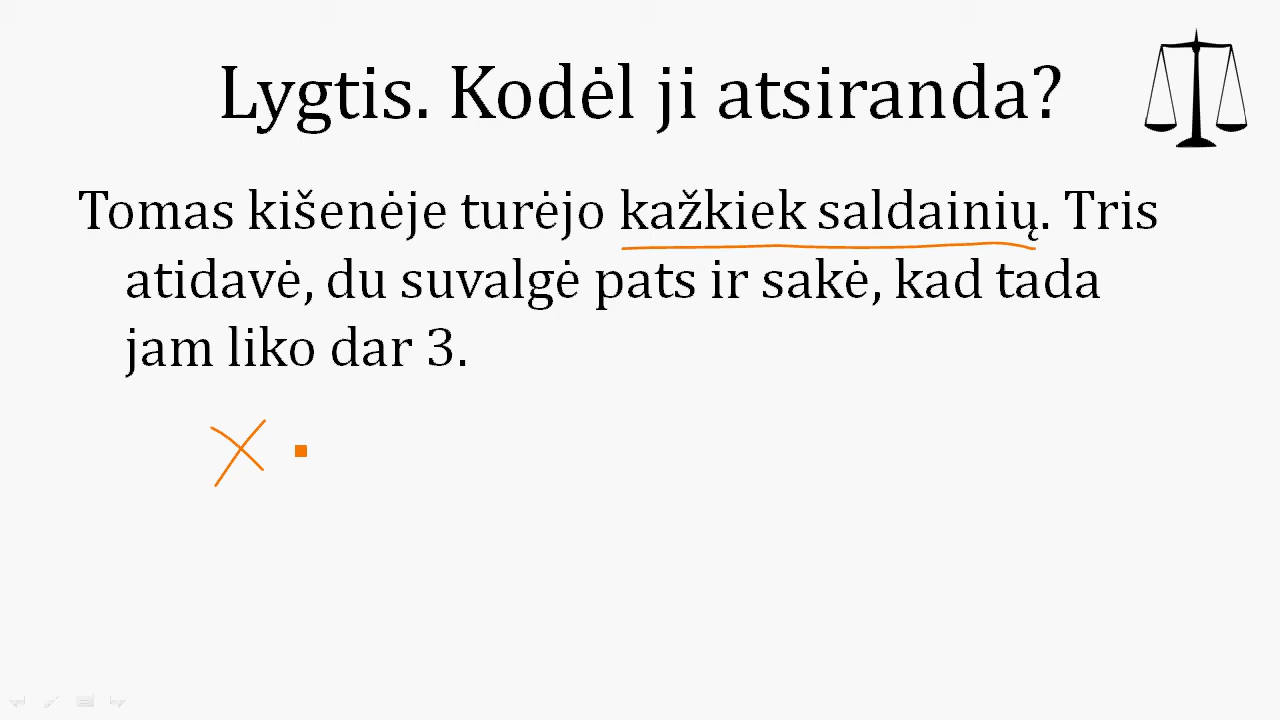 Lygtis. Kodėl ji atsiranda?
Tomas kišenėje turėjo kažkiek saldainių. Tris
atidavė, du suvalgė pats ir sakė, kad tada
jam liko dar 3.
x